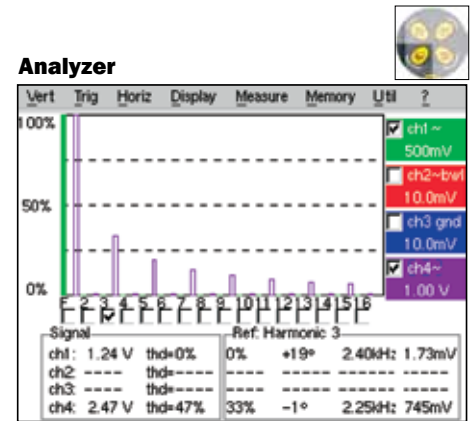 Analyzer
Vert Trig Horiz Display Measure Memory Util ?
100%
50%
0%
ch1 ~
500mV
ch2~bwl
10.0mV
ch3 gnd
10.0mV
ch4~
1.00 V
F 2 3 4 5 6 7 8 9 10 11 12 13 14 15 16
Signal Ref: Harmonic 3
ch1: 1.24 V thd=0% 0% +19° 2.40kHz 1.73mV
ch2: ---- thd=---- ---- ---- ------ ------
ch3: ---- thd=---- ---- ---- ------ ------
ch4: 2.47 V thd=47% 33% -1° 2.25kHz 745mV